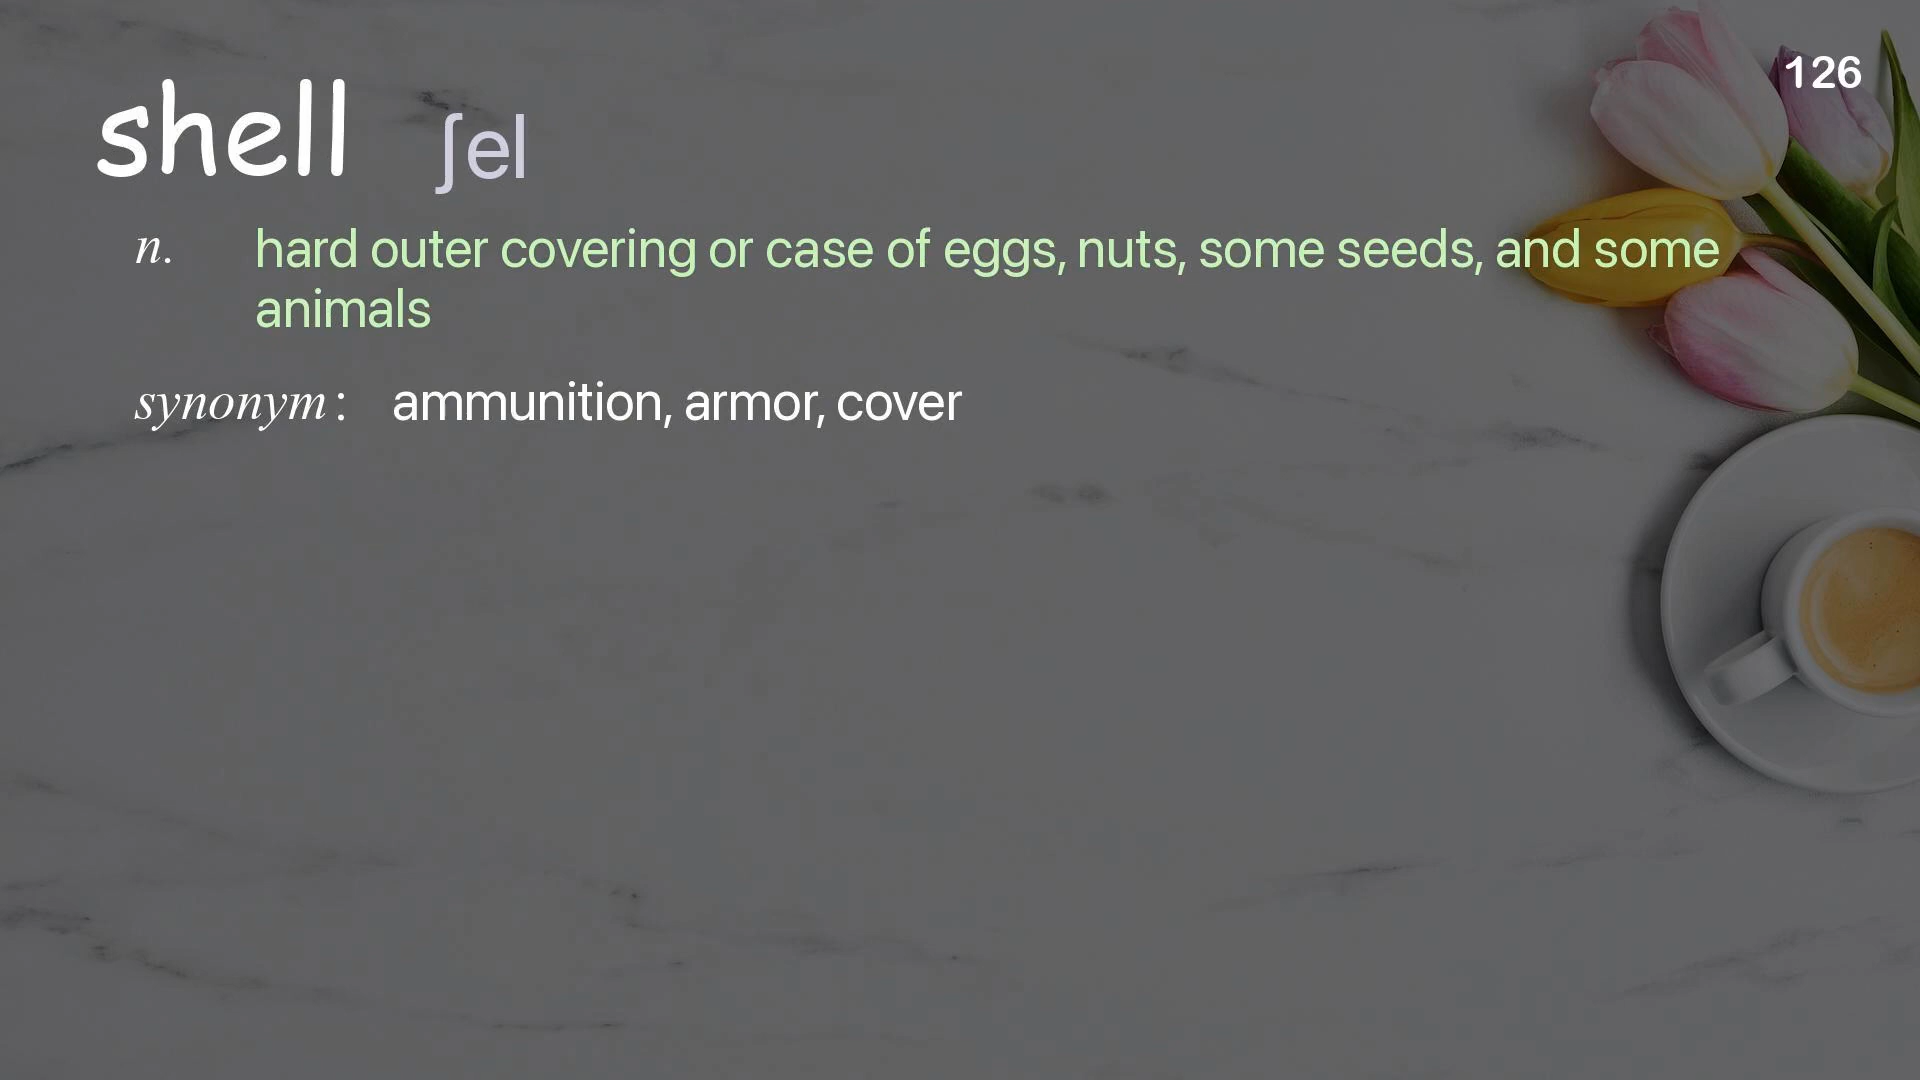 126
shell ʃel
n. hard outer covering or case of eggs, nuts, some seeds, and some
animals
synonym : ammunition, armor, cover